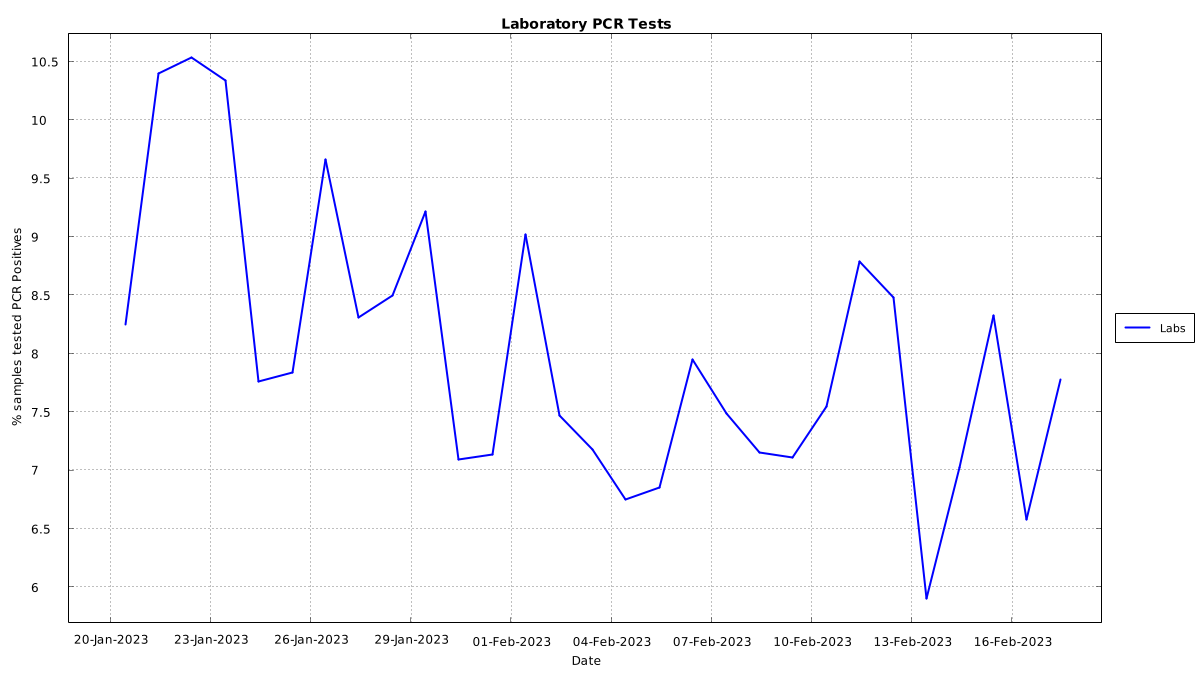 Laboratory PCR Tests
10.5
10
9.5
9
8.5
8
7.5
7
6.5
6
% samples tested PCR Positives
20-Jan-2023 23-Jan-2023 26-Jan-2023 29-Jan-2023 01-Feb-2023 04-Feb-2023 07-Feb-2023 10-Feb-2023 13-Feb-2023 16-Feb-2023
Date
Labs